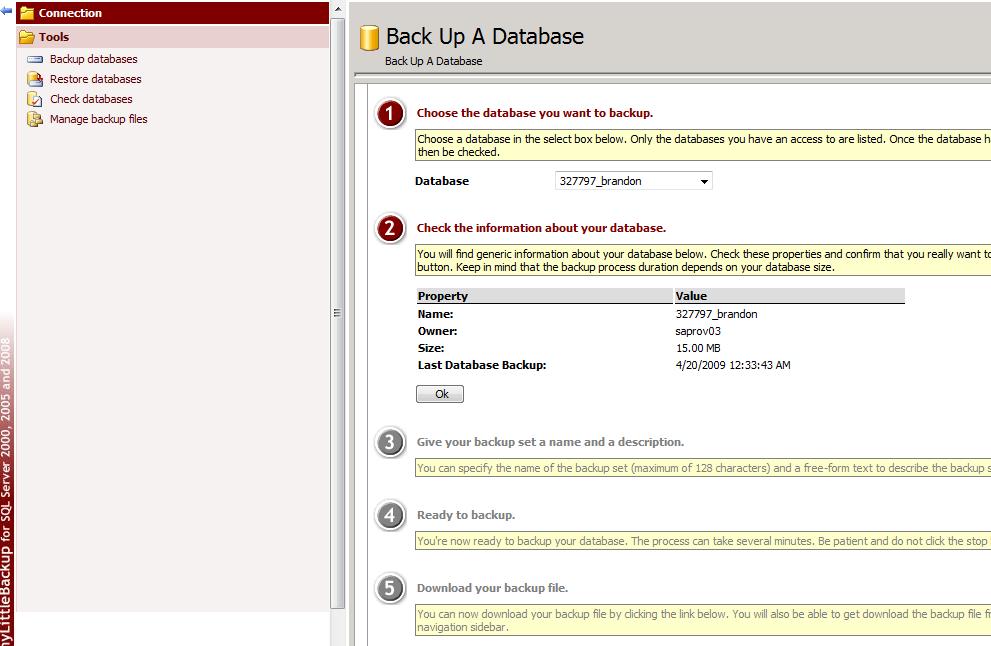 Connection
Tools
Backup databases
Restore databases
Check databases
Manage backup files
yLittleBackup for SQL Server 2000, 2005 and 2008
Back Up A Database
Back Up A Database
1 Choose the database you want to backup.
Choose a database in the select box below. Only the databases you have an access to are listed. Once the database h
then be checked.
Database 327797_brandon
2 Check the information about your database.
You will find generic information about your database below. Check these properties and confirm that you really want to
button. Keep in mind that the backup process duration depends on your database size.
Property Value
Name: 327797_brandon
Owner: saprov03
Size: 15.00 MB
Last Database Backup: 4/20/2009 12:33:43 AM
Ok
3 Give your backup set a name and a description.
You can specify the name of the backup set (maximum of 128 characters) and a free-form text to describe the backup s
4 Ready to backup.
You're now ready to backup your database. The process can take several minutes. Be patient and do not click the stop
5 Download your backup file.
You can now download your backup file by clicking the link below. You will also be able to get download the backup file fr
navigation sidebar.